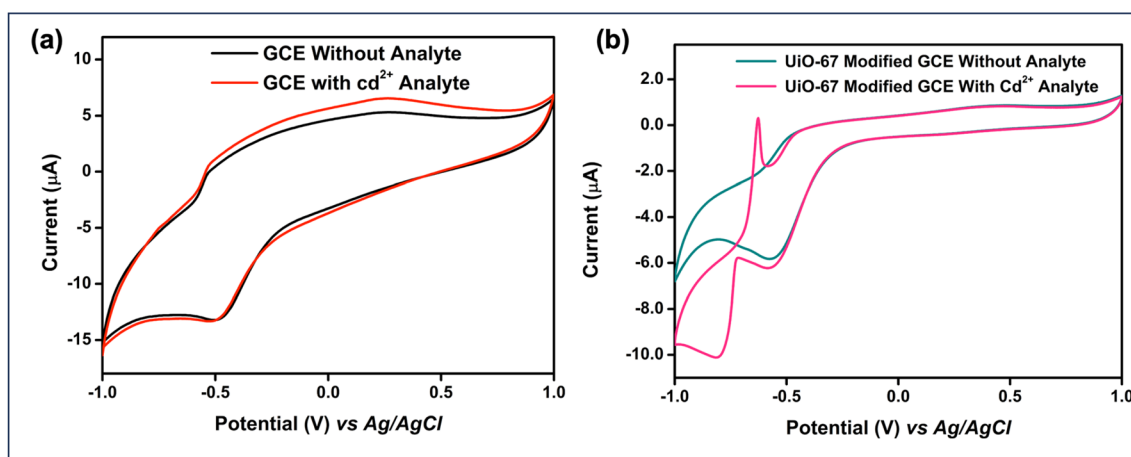 (a)
GCE Without Analyte
GCE with cd²⁺ Analyte
10
5
0
-5
-10
-15
Current (μA)
-1.0 -0.5 0.0 0.5 1.0
Potential (V) vs Ag/AgCl
(b)
UiO-67 Modified GCE Without Analyte
UiO-67 Modified GCE With Cd²⁺ Analyte
2.0
0.0
-2.0
-4.0
-6.0
-8.0
-10.0
Current (μA)
-1.0 -0.5 0.0 0.5 1.0
Potential (V) vs Ag/AgCl